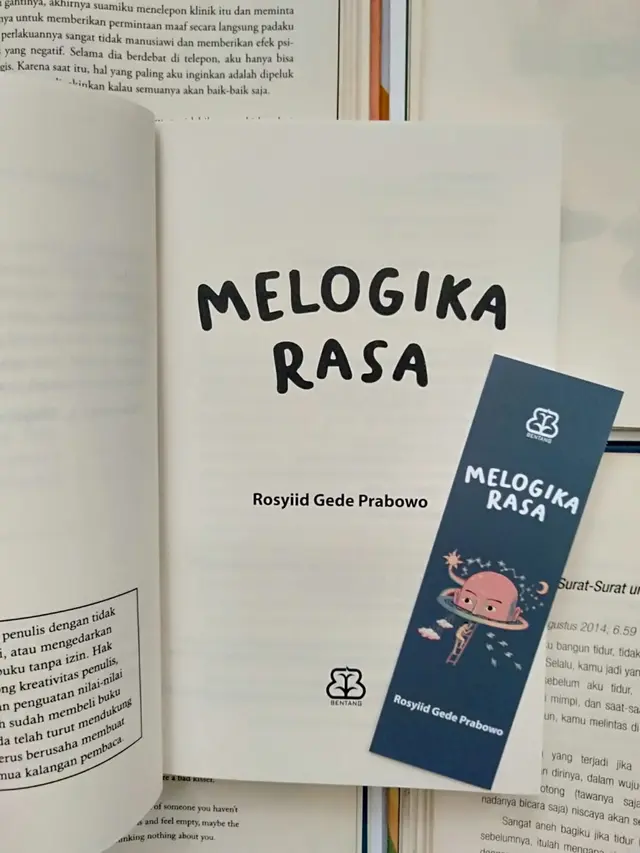 gantinya, akhirnya suamiku menelepon klinik itu dan meminta
untuk memberikan permintaan maaf secara langsung padaku
perlakuannya sangat tidak manusiawi dan memberikan efek psi-
yang negatif. Selama dia berdebat di telepon, aku hanya bisa
gis. Karena saat itu, hal yang paling aku inginkan adalah dipeluk
kalau semuanya akan baik-baik saja.
MELOGIKA
RASA
Rosyiid Gede Prabowo
BENTANG
BENTANG
MELOGIKA
RASA
Rosyiid Gede Prabowo
penulis dengan tidak
i, atau mengedarkan
buku tanpa izin. Hak
ng kreativitas penulis,
n penguatan nilai-nilai
h sudah membeli buku
da telah turut mendukung
erus berusaha membuat
mua kalangan pembaca.
Surat-Surat un
gustus 2014, 6.59
u bangun tidur, tidak
Selalu, kamu jadi yan
sebelum aku tidur,
mimpi, dan saat-saa
un, kamu melintas di
yang terjadi jika
n dirinya, dalam wuju
otong (tawanya saja
nadanya bicara saja) niscaya akan se
Sangat aneh bagiku jika tidur
sebelumnya, itulah mengapa
re a bad kisser.
of someone you haven't
and feel empty, maybe the
inking nothing about you.